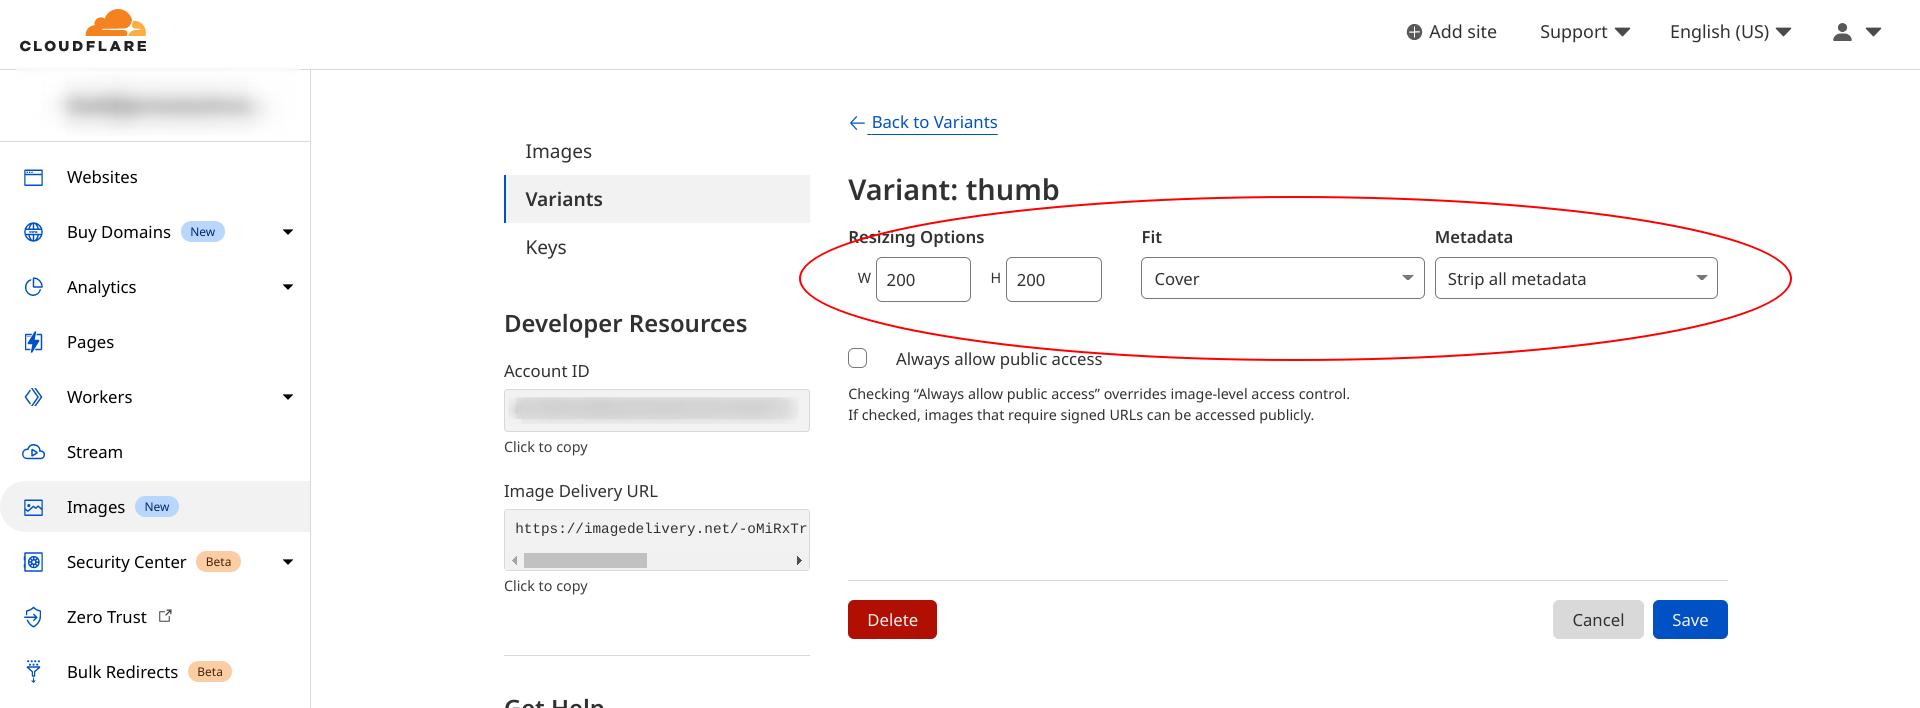 CLOUDFLARE
Add site
Support
English (US)
Websites
Buy Domains New
Analytics
Pages
Workers
Stream
Images New
Security Center Beta
Zero Trust
Bulk Redirects Beta
Images
Variants
Keys
Developer Resources
Account ID
Click to copy
Image Delivery URL
https://imagedelivery.net/-oMiRxTr
Click to copy
Get Help
Back to Variants
Variant: thumb
Resizing Options Fit Metadata
W 200 H 200 Cover Strip all metadata
Always allow public access
Checking “Always allow public access” overrides image-level access control.
If checked, images that require signed URLs can be accessed publicly.
Delete Cancel Save